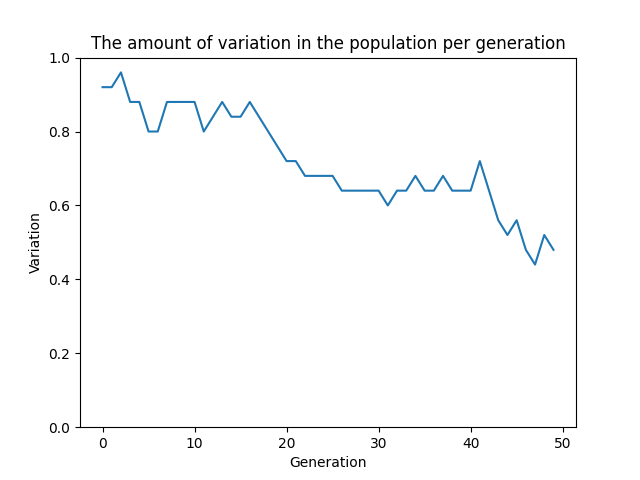 The amount of variation in the population per generation
1.0
0.8
0.6
0.4
0.2
0.0
Variation
0 10 20 30 40 50
Generation